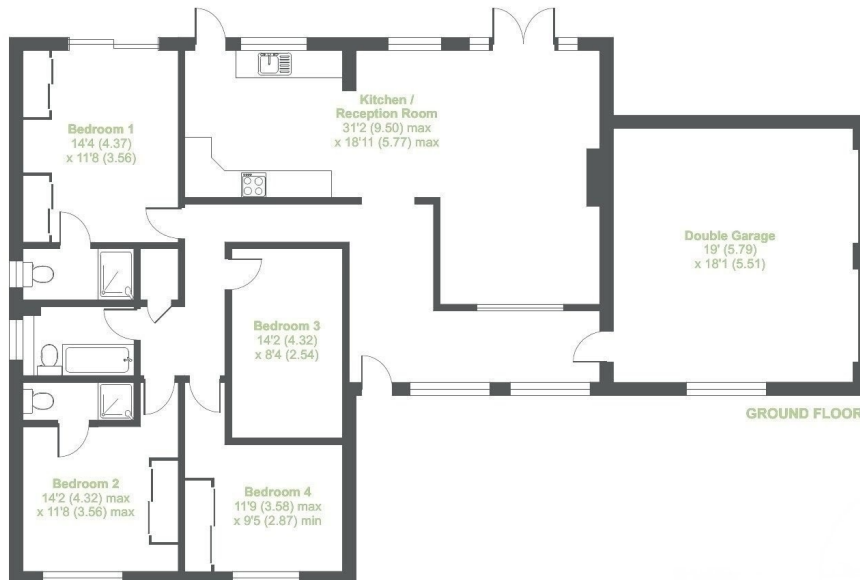 Bedroom 1
14'4 (4.37)
x 11'8 (3.56)
Kitchen /
Reception Room
31'2 (9.50) max
x 18'11 (5.77) max
Double Garage
19' (5.79)
x 18'1 (5.51)
Bedroom 3
14'2 (4.32)
x 8'4 (2.54)
GROUND FLOOR
Bedroom 2
14'2 (4.32) max
x 11'8 (3.56) max
Bedroom 4
11'9 (3.58) max
x 9'5 (2.87) min